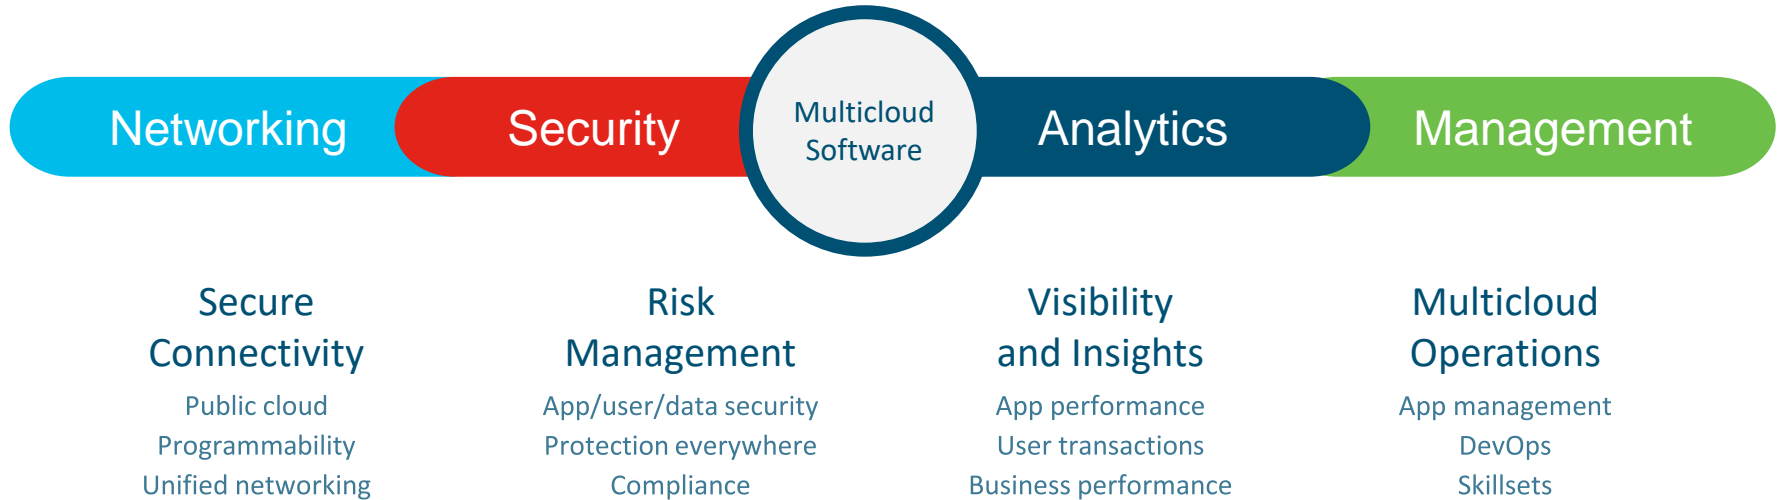 Networking
Security
Multicloud
Software
Analytics
Management
Secure
Connectivity
Public cloud
Programmability
Unified networking
Risk
Management
App/user/data security
Protection everywhere
Compliance
Visibility
and Insights
App performance
User transactions
Business performance
Multicloud
Operations
App management
DevOps
Skillsets